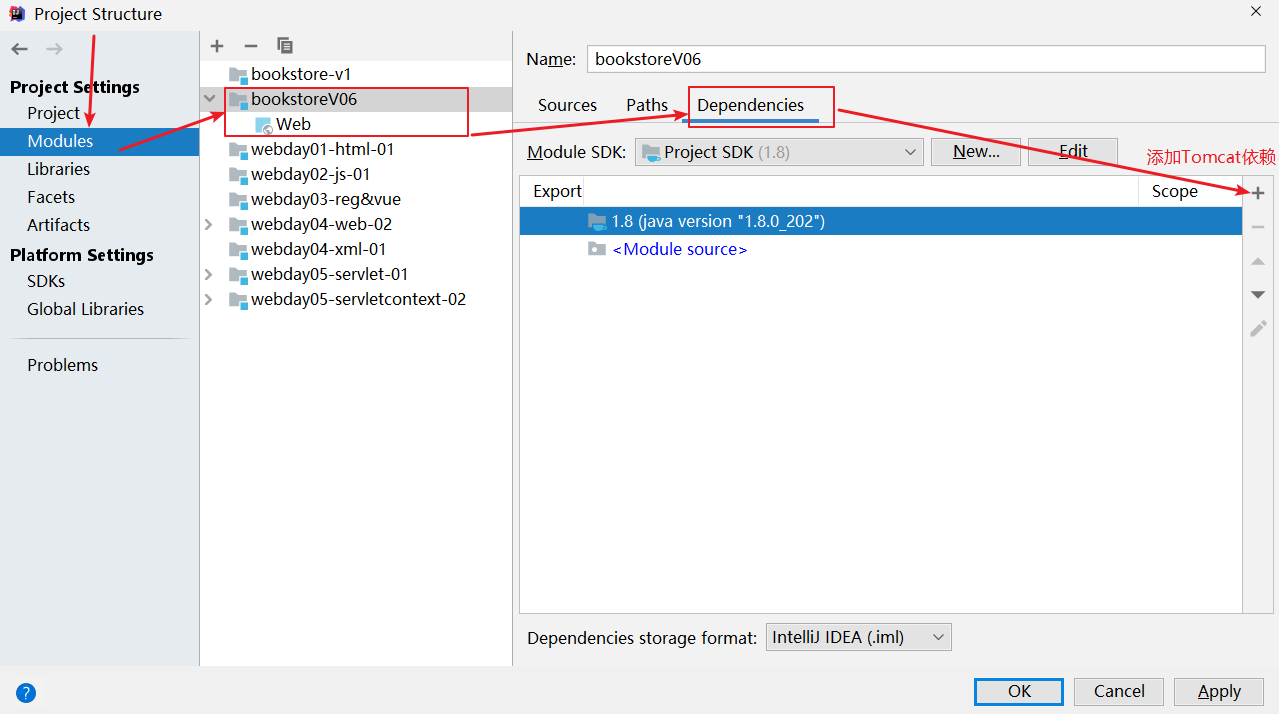 Project Structure
Project Settings
Project
Modules
Libraries
Facets
Artifacts
Platform Settings
SDKs
Global Libraries
Problems
bookstore-v1
bookstoreV06
Web
webday01-html-01
webday02-js-01
webday03-reg&vue
webday04-web-02
webday04-xml-01
webday05-servlet-01
webday05-servletcontext-02
Name: bookstoreV06
Sources Paths Dependencies
Module SDK: Project SDK (1.8) New... Edit
添加Tomcat依赖
Export Scope
1.8 (java version "1.8.0_202")
<Module source>
Dependencies storage format: IntelliJ IDEA (.iml)
? OK Cancel Apply